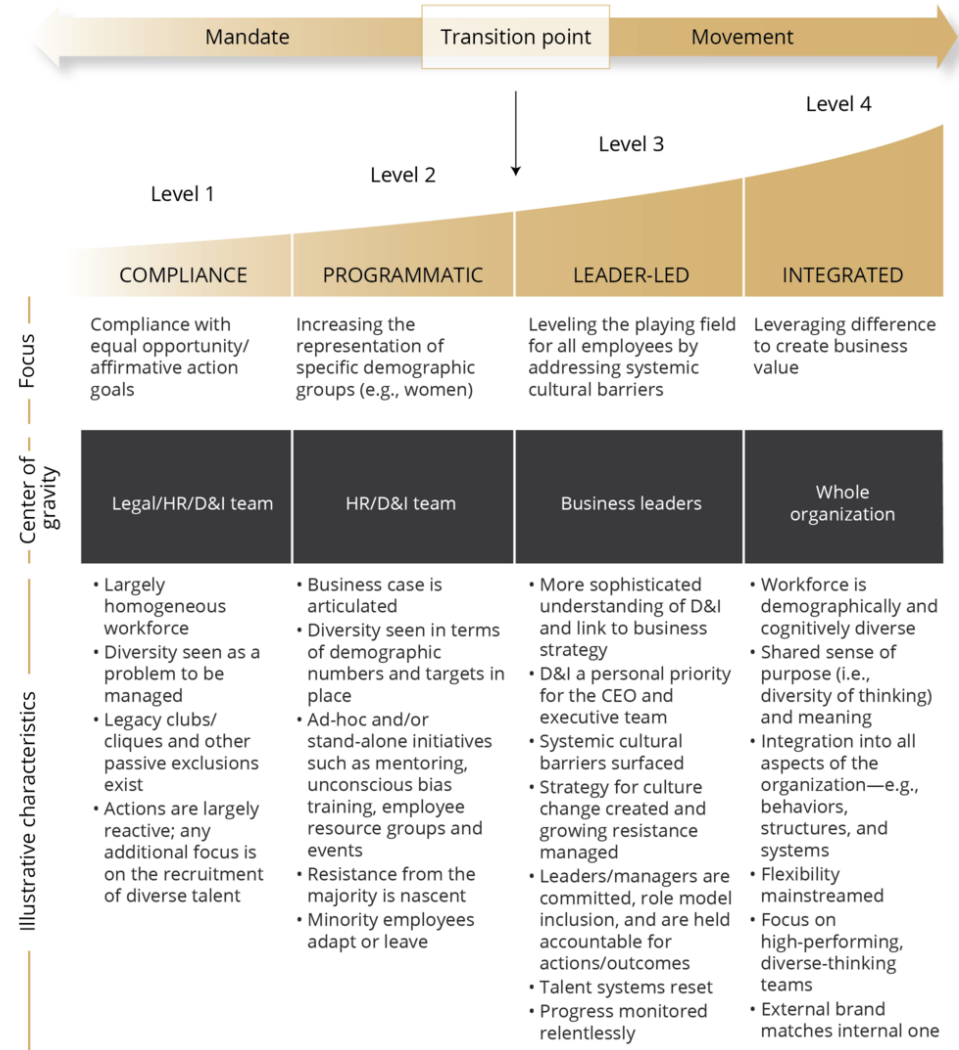 Mandate
Transition point
Movement
Level 1
Level 2
Level 3
Level 4
COMPLIANCE
PROGRAMMATIC
LEADER-LED
INTEGRATED
Focus
Compliance with
equal opportunity/
affirmative action
goals
Increasing the
representation of
specific demographic
groups (e.g., women)
Leveling the playing field
for all employees by
addressing systemic
cultural barriers
Leveraging difference
to create business
value
Center of
gravity
Legal/HR/D&I team
HR/D&I team
Business leaders
Whole
organization
Illustrative characteristics
• Largely
homogeneous
workforce
• Diversity seen as a
problem to be
managed
• Legacy clubs/
cliques and other
passive exclusions
exist
• Actions are largely
reactive; any
additional focus is
on the recruitment
of diverse talent
• Business case is
articulated
• Diversity seen in terms
of demographic
numbers and targets in
place
• Ad-hoc and/or
stand-alone initiatives
such as mentoring,
unconscious bias
training, employee
resource groups and
events
• Resistance from the
majority is nascent
• Minority employees
adapt or leave
• More sophisticated
understanding of D&I
and link to business
strategy
• D&I a personal priority
for the CEO and
executive team
• Systemic cultural
barriers surfaced
• Strategy for culture
change created and
growing resistance
managed
• Leaders/managers are
committed, role model
inclusion, and are held
accountable for
actions/outcomes
• Talent systems reset
• Progress monitored
relentlessly
• Workforce is
demographically and
cognitively diverse
• Shared sense of
purpose (i.e.,
diversity of thinking)
and meaning
• Integration into all
aspects of the
organization—e.g.,
behaviors,
structures, and
systems
• Flexibility
mainstreamed
• Focus on
high-performing,
diverse-thinking
teams
• External brand
matches internal one